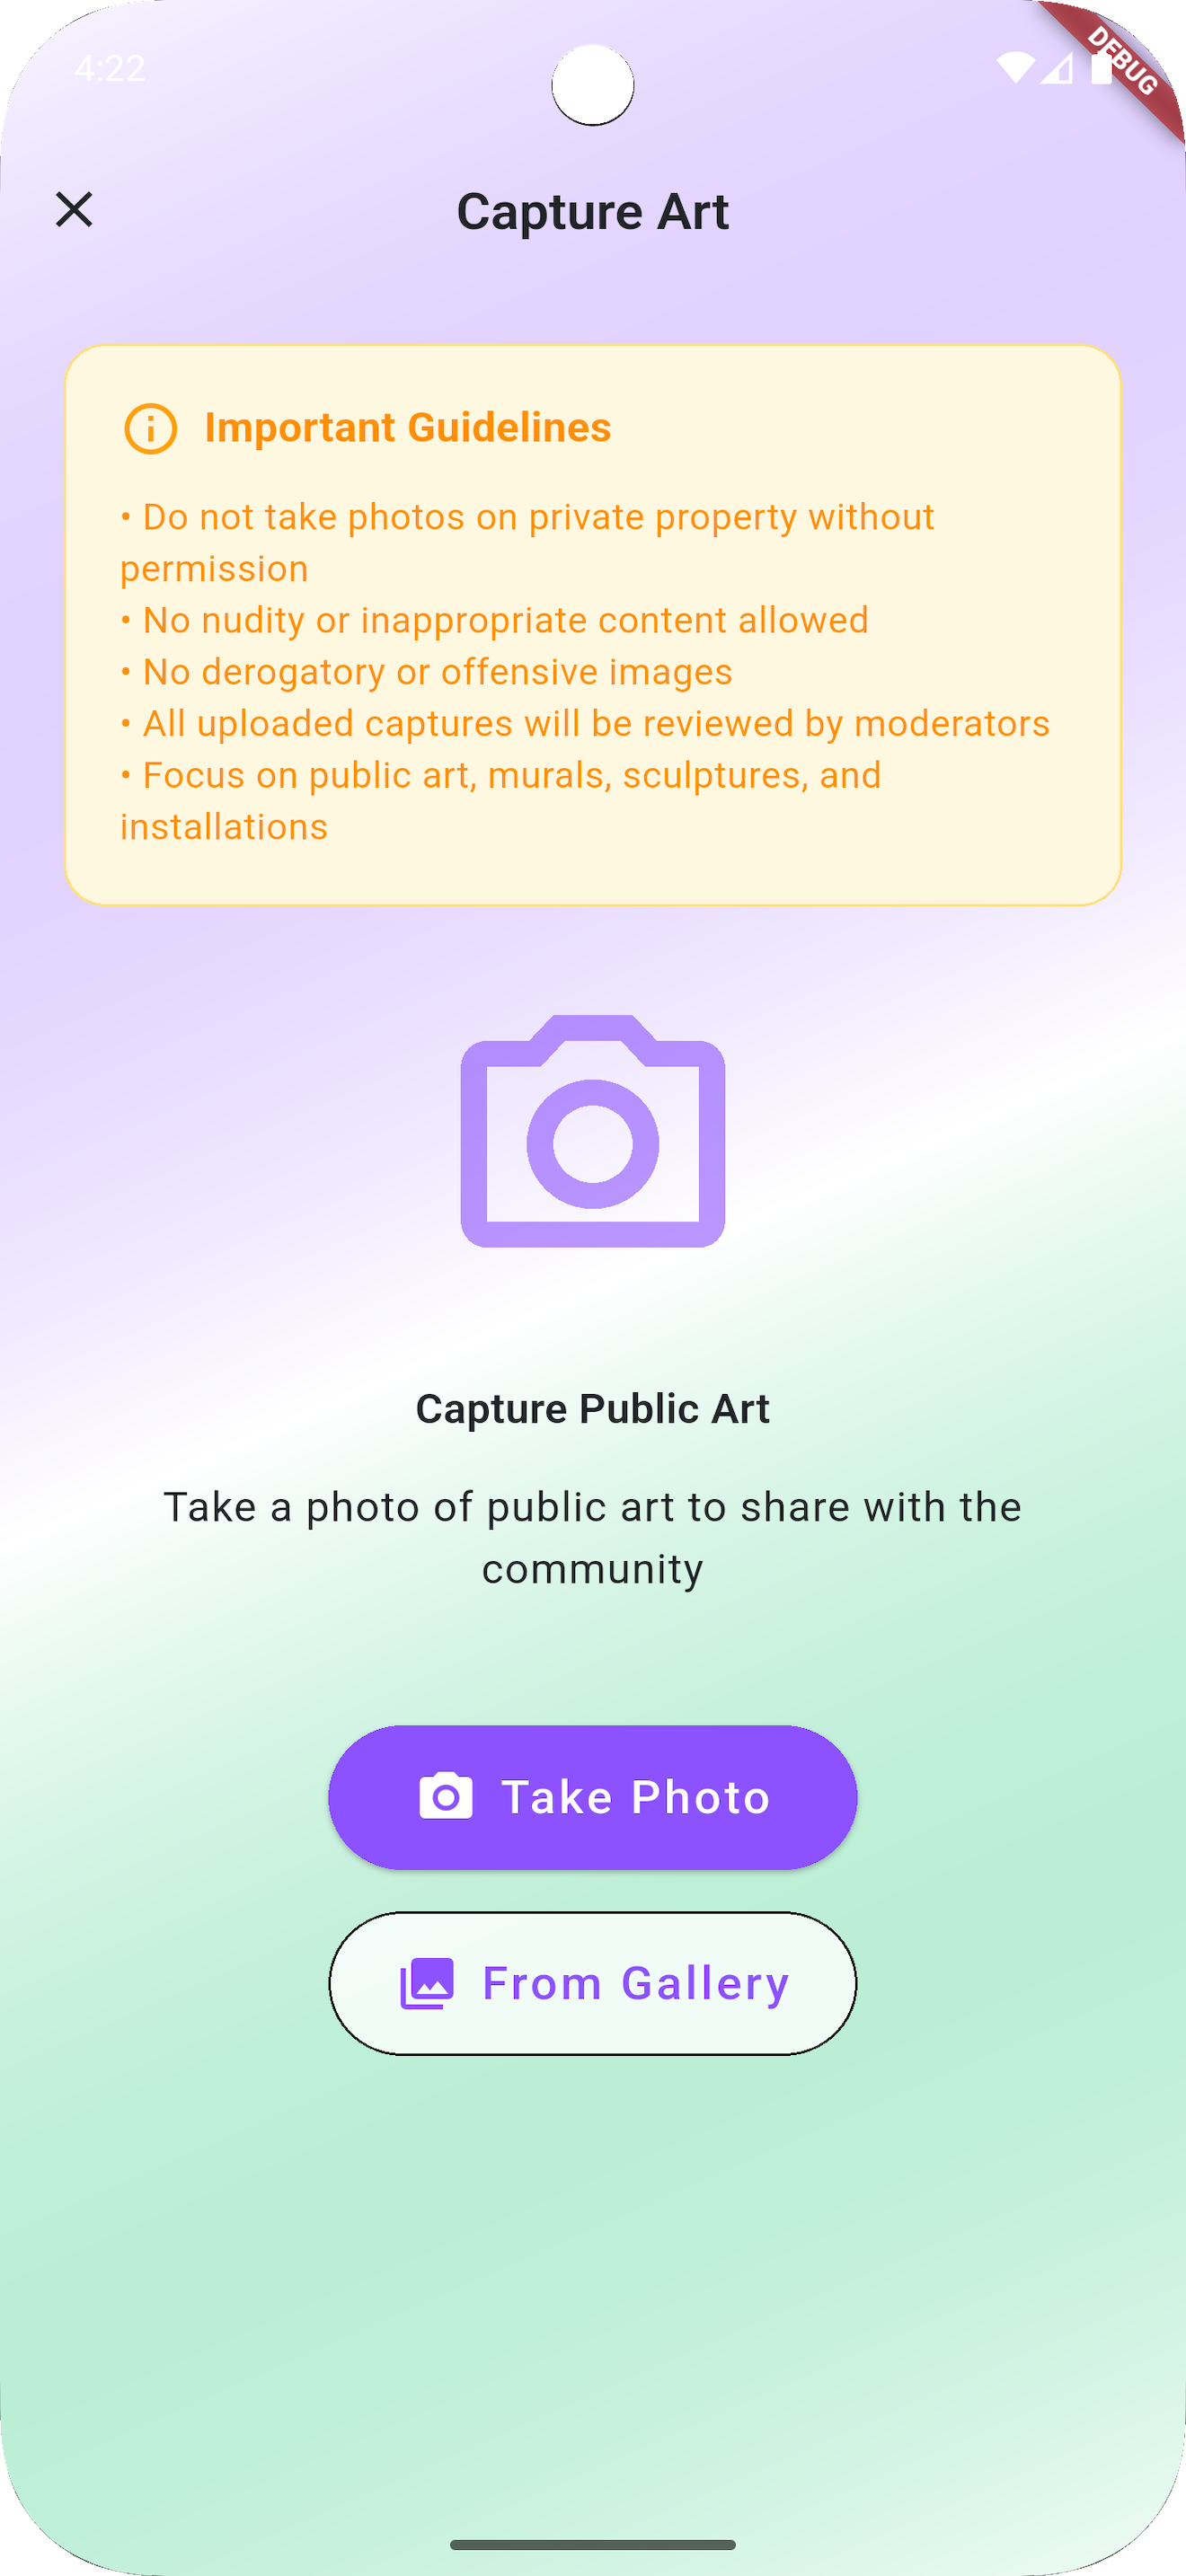 4:22
DEBUG
Capture Art
Important Guidelines
• Do not take photos on private property without
permission
• No nudity or inappropriate content allowed
• No derogatory or offensive images
• All uploaded captures will be reviewed by moderators
• Focus on public art, murals, sculptures, and
installations
Capture Public Art
Take a photo of public art to share with the
community
Take Photo
From Gallery